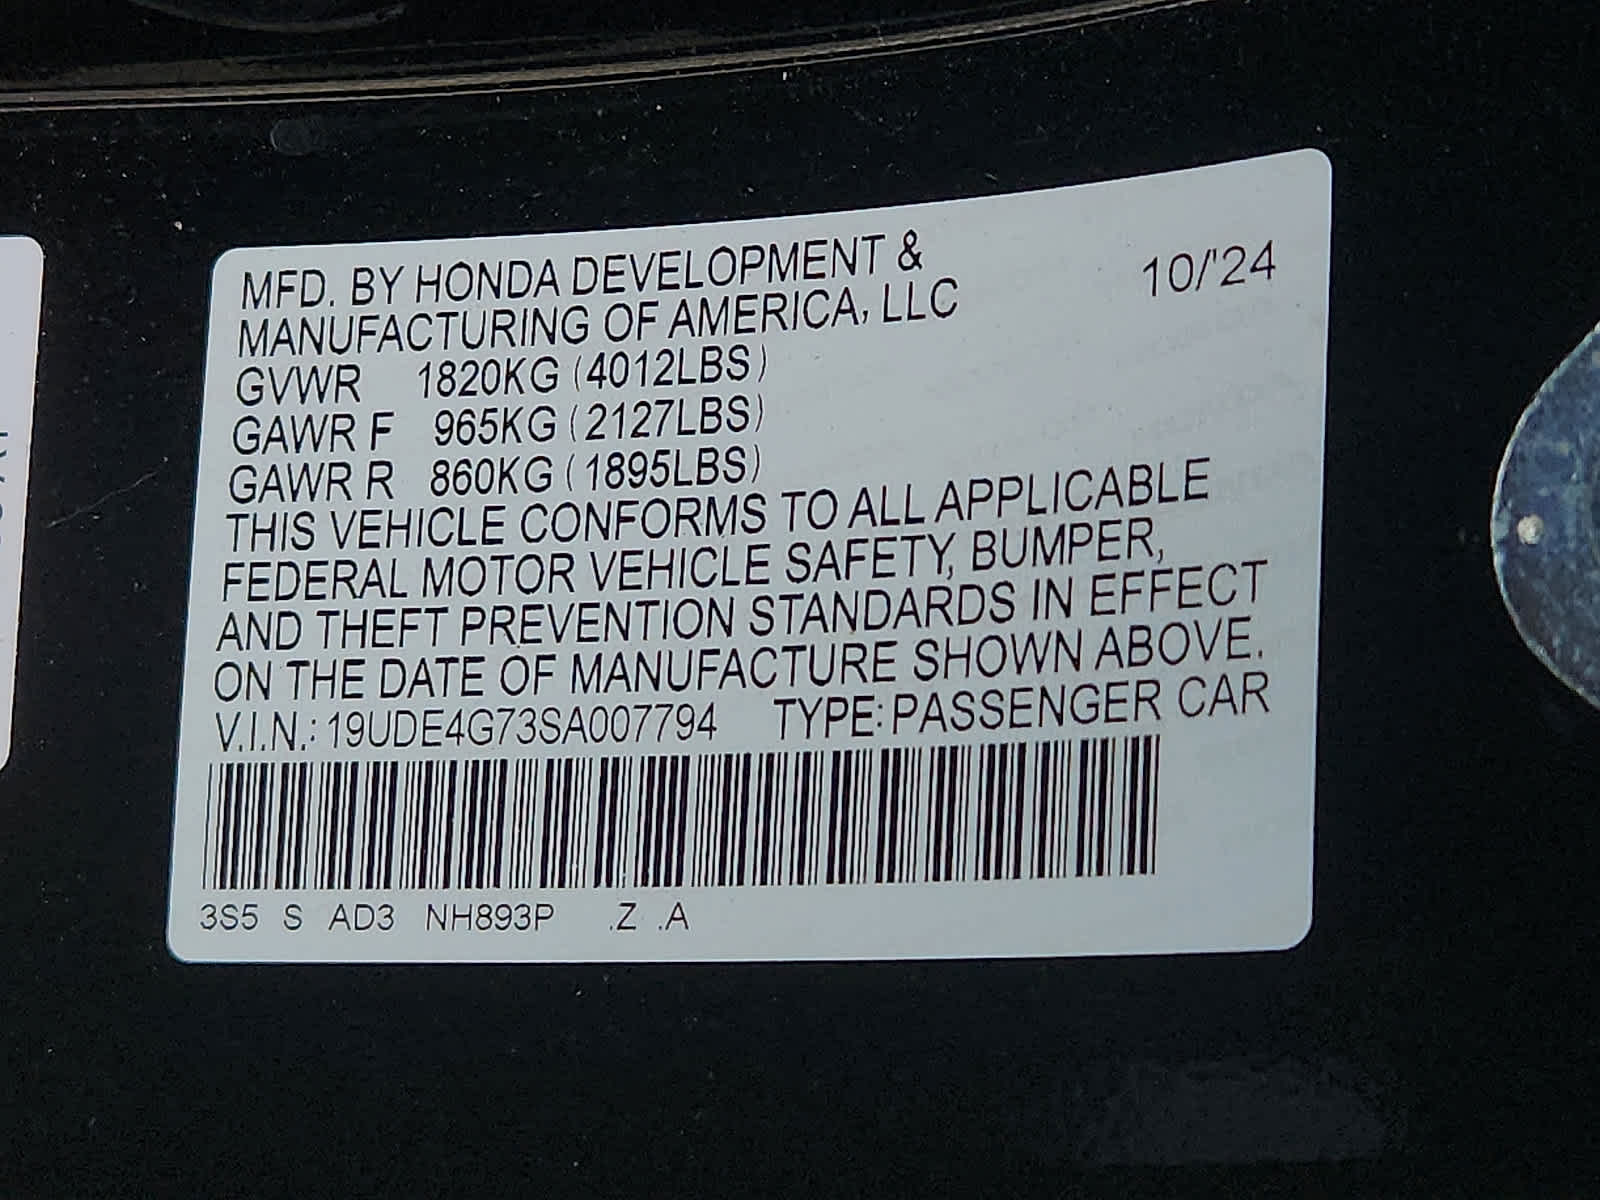 MFD. BY HONDA DEVELOPMENT &
MANUFACTURING OF AMERICA, LLC
10/'24
GVWR 1820KG (4012LBS)
GAWR F 965KG (2127LBS)
GAWR R 860KG (1895LBS)
THIS VEHICLE CONFORMS TO ALL APPLICABLE
FEDERAL MOTOR VEHICLE SAFETY, BUMPER,
AND THEFT PREVENTION STANDARDS IN EFFECT
ON THE DATE OF MANUFACTURE SHOWN ABOVE.
V.I.N.: 19UDE4G73SA007794 TYPE: PASSENGER CAR
3S5 S AD3 NH893P .Z .A